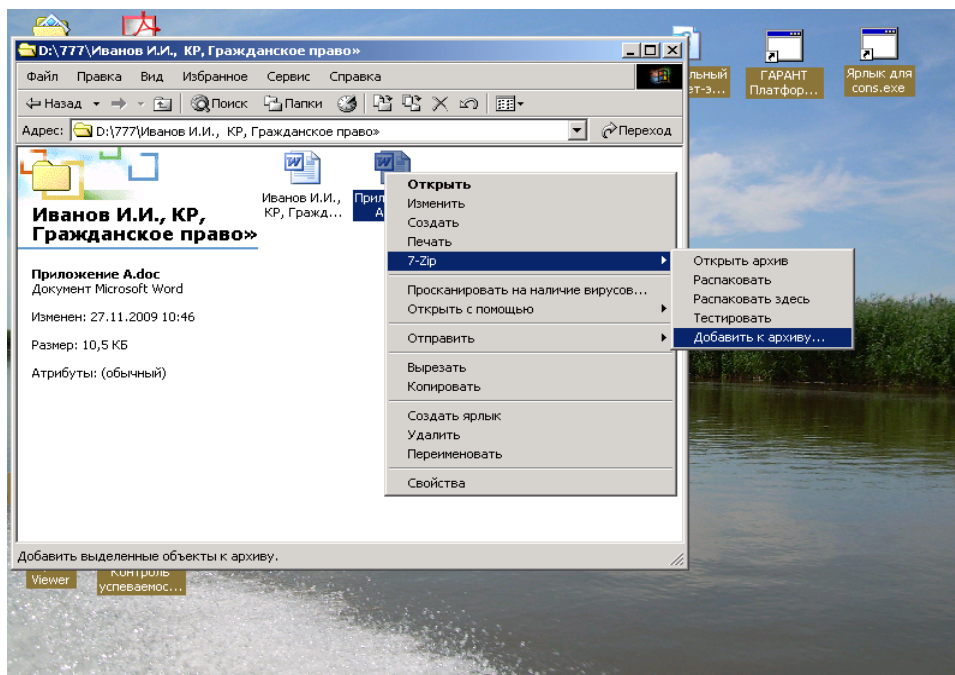 D:\777\Иванов И.И., КР, Гражданское право»
Файл Правка Вид Избранное Сервис Справка
Назад Поиск Папки
Адрес: D:\777\Иванов И.И., КР, Гражданское право» Переход
Иванов И.И., КР, Гражданское право»
Приложение A.doc
Документ Microsoft Word
Изменен: 27.11.2009 10:46
Размер: 10,5 КБ
Атрибуты: (обычный)
Иванов И.И.,
КР, Гражд...
Прил
А
Открыть
Изменить
Создать
Печать
7-Zip
Просканировать на наличие вирусов...
Открыть с помощью
Отправить
Вырезать
Копировать
Создать ярлык
Удалить
Переименовать
Свойства
Открыть архив
Распаковать
Распаковать здесь
Тестировать
Добавить к архиву...
Добавить выделенные объекты к архиву.
льный
ет-э...
ГАРАНТ
Платфор...
Ярлык для
cons.exe
Viewer
Контроль
успеваемос...